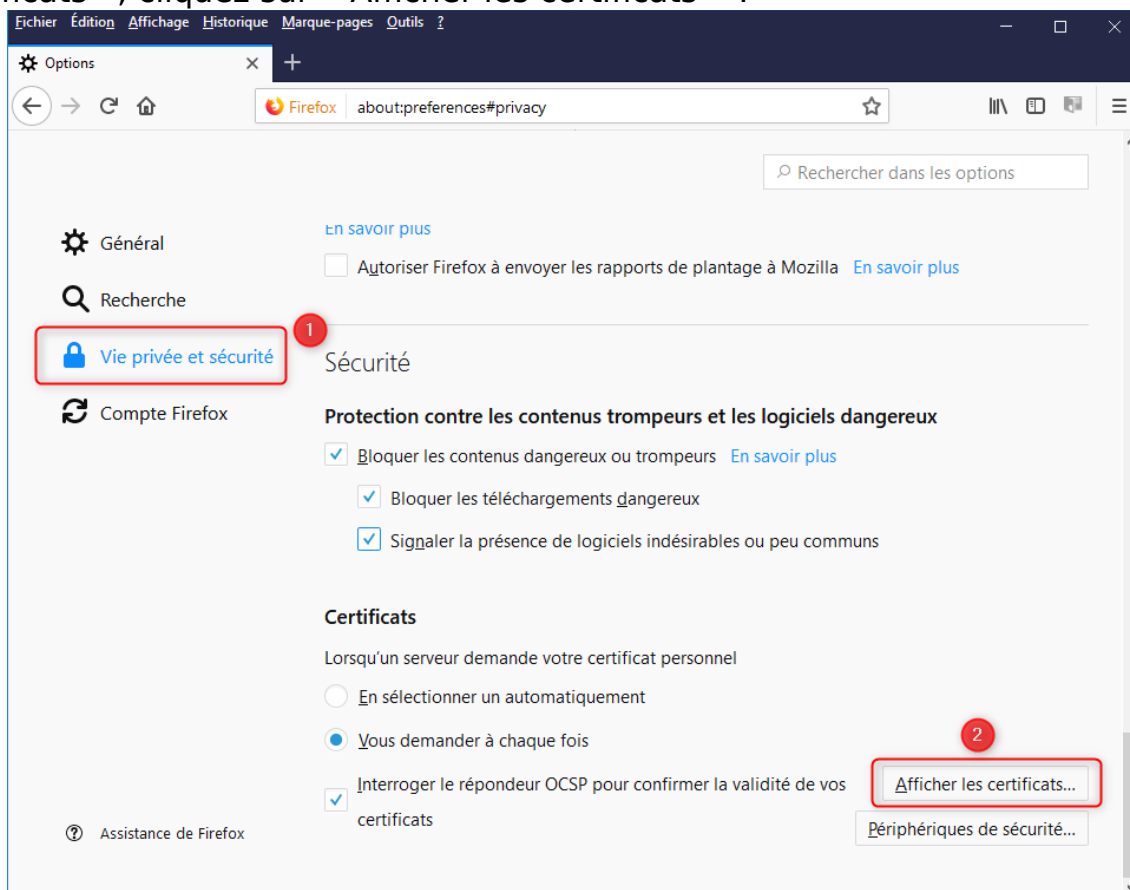 cliquez sur « Afficher les certificats » .
Fichier Édition Affichage Historique Marque-pages Outils ?
Options
Firefox about:preferences#privacy
Rechercher dans les options
En savoir plus
Général
Autoriser Firefox à envoyer les rapports de plantage à Mozilla En savoir plus
Recherche
1
Vie privée et sécurité
Sécurité
Compte Firefox
Protection contre les contenus trompeurs et les logiciels dangereux
Bloquer les contenus dangereux ou trompeurs En savoir plus
Bloquer les téléchargements dangereux
Signaler la présence de logiciels indésirables ou peu communs
Certificats
Lorsqu'un serveur demande votre certificat personnel
En sélectionner un automatiquement
Vous demander à chaque fois
2
Interroger le répondeur OCSP pour confirmer la validité de vos
certificats
Afficher les certificats...
Périphériques de sécurité...
Assistance de Firefox